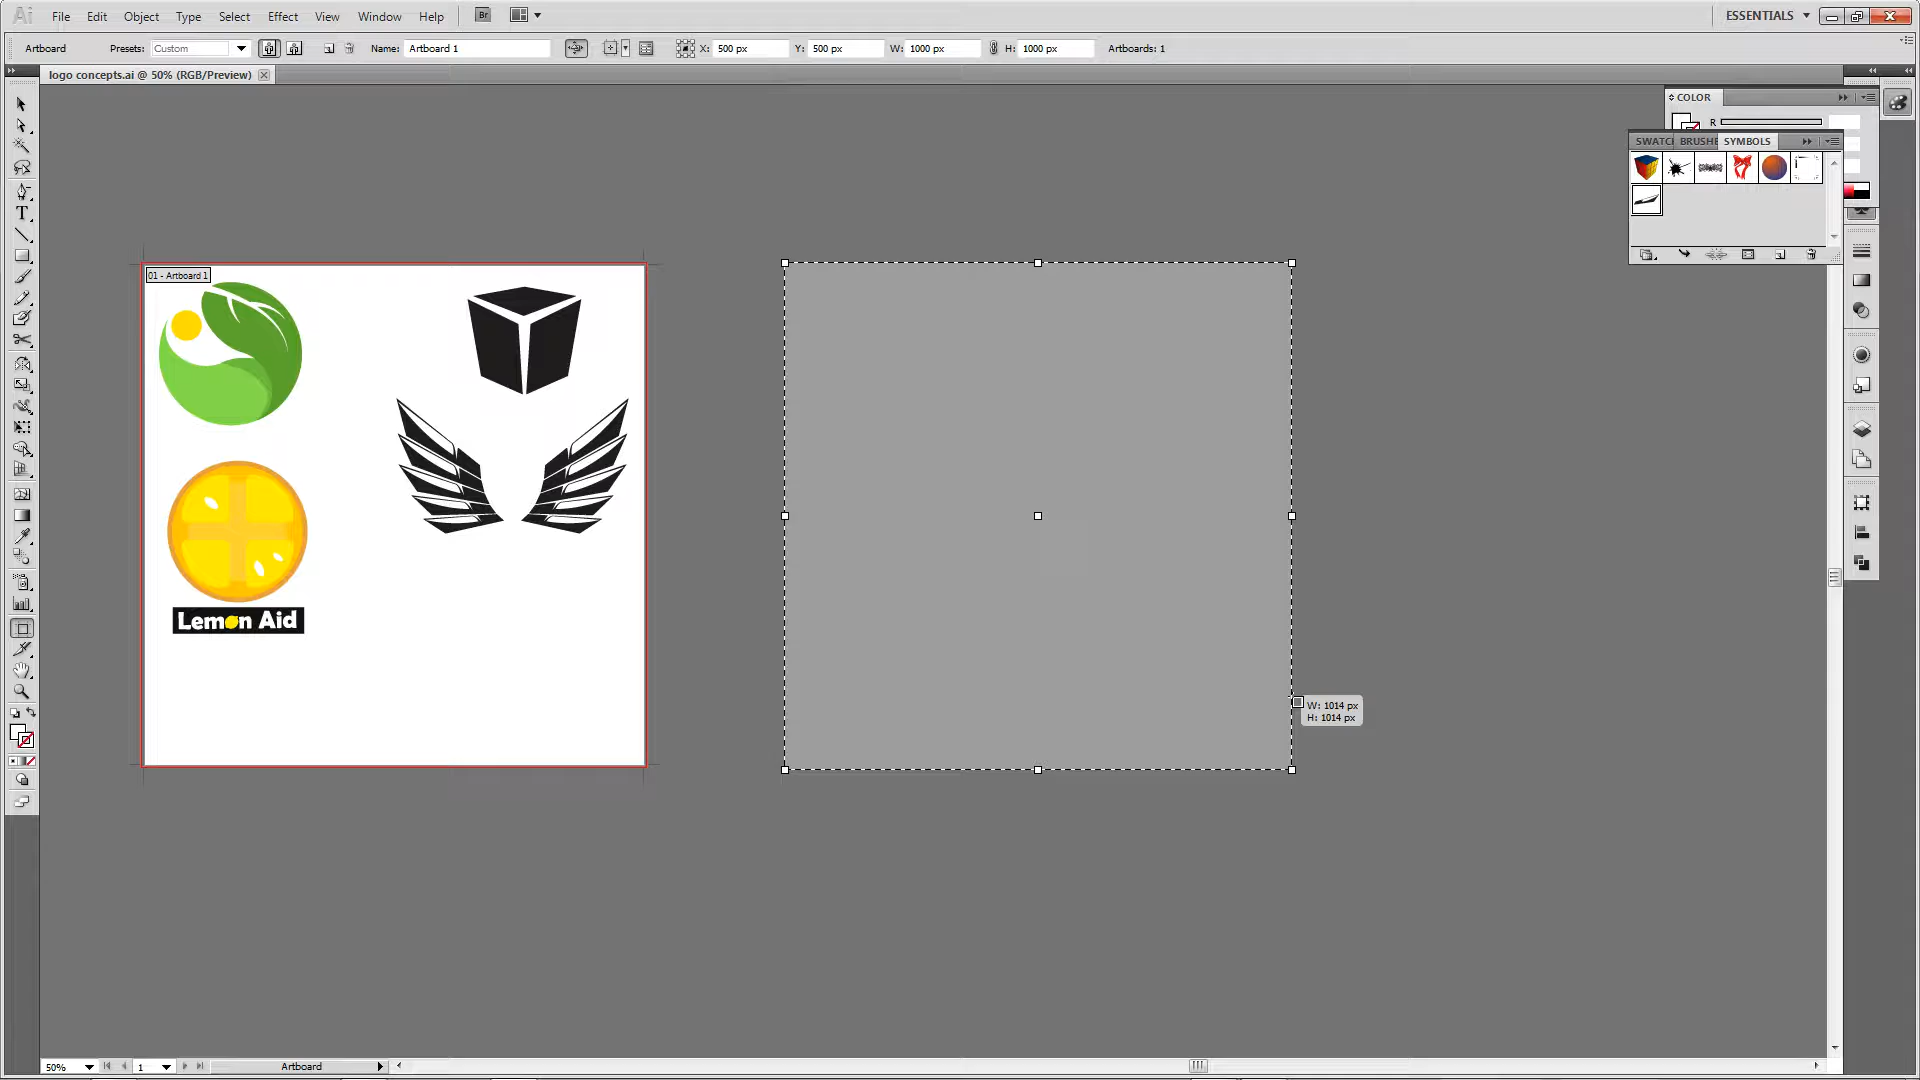 Ai File Edit Object Type Select Effect View Window Help Br ESSENTIALS
Artboard Presets: Custom Name: Artboard 1 X: 500 px Y: 500 px W: 1000 px H: 1000 px Artboards: 1
logo concepts.ai @ 50% (RGB/Preview)
COLOR
R
SWATC BRUSHE SYMBOLS
01 - Artboard 1
T
Lemon Aid
W: 1014 px
H: 1014 px
50% 1 Artboard